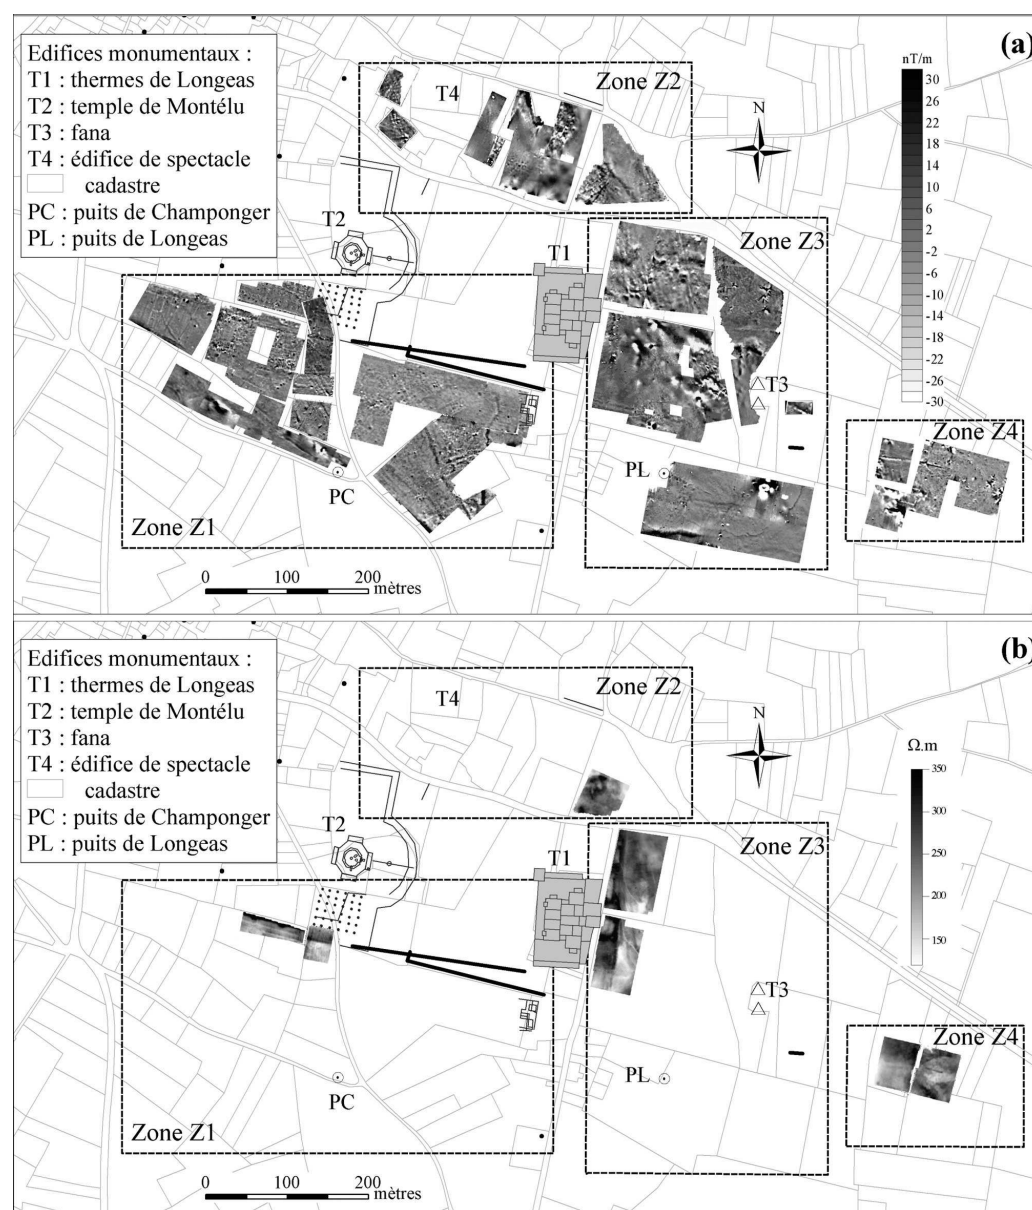 Edifices monumentaux :
T1 : thermes de Longeas
T2 : temple de Montélu
T3 : fana
T4 : édifice de spectacle
cadastre
PC : puits de Champonger
PL : puits de Longeas
(a)
nT/m
30
26
22
18
14
10
6
2
-2
-6
-10
-14
-18
-22
-26
-30
N
Zone Z2
T4
T2
T1
Zone Z3
T3
Zone Z4
PL
PC
Zone Z1
0 100 200
mètres
Edifices monumentaux :
T1 : thermes de Longeas
T2 : temple de Montélu
T3 : fana
T4 : édifice de spectacle
cadastre
PC : puits de Champonger
PL : puits de Longeas
(b)
Ω.m
350
300
250
200
150
N
Zone Z2
T4
T2
T1
Zone Z3
T3
Zone Z4
PL
PC
Zone Z1
0 100 200
mètres